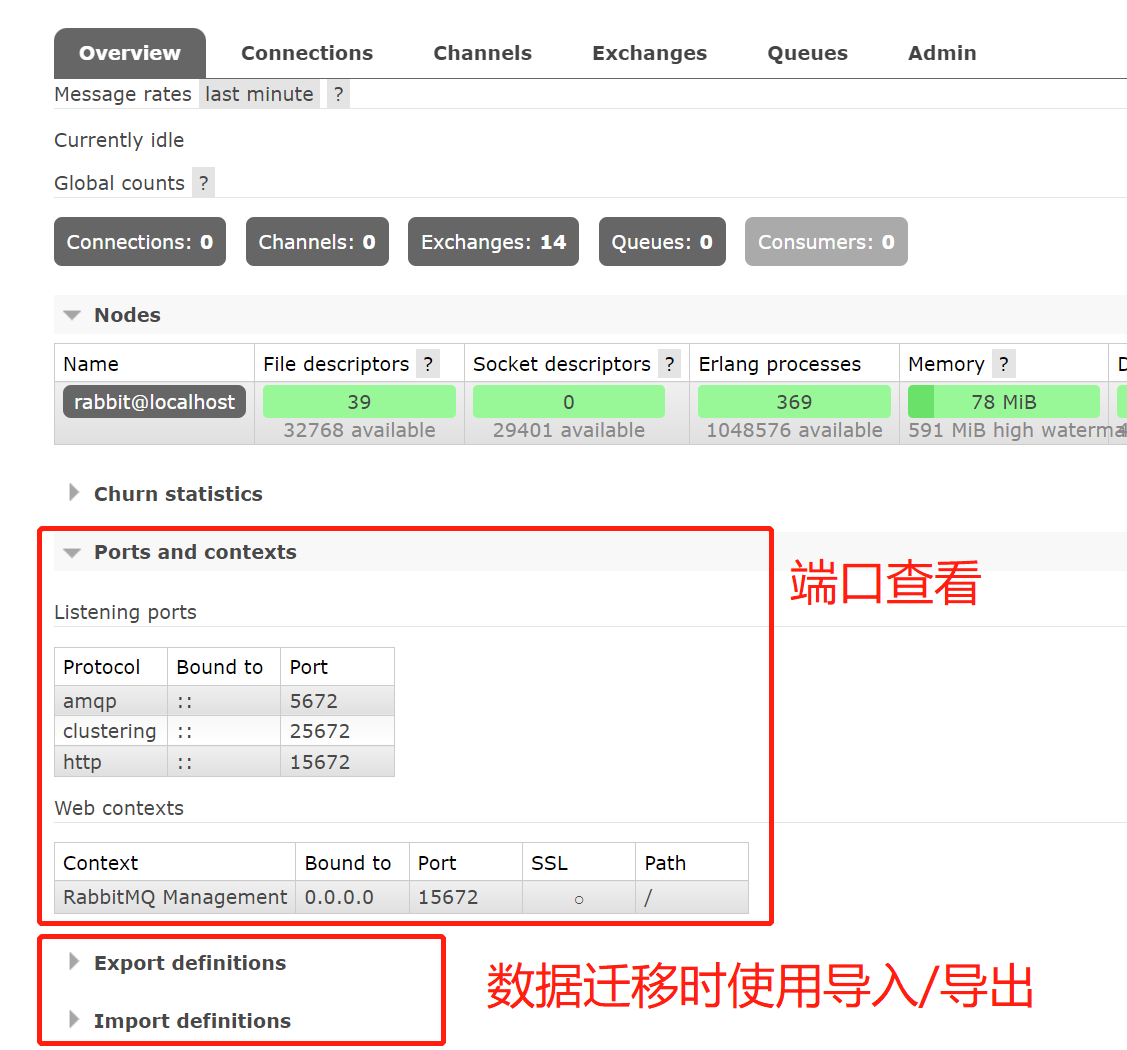 Overview Connections Channels Exchanges Queues Admin
Message rates last minute ?
Currently idle
Global counts ?
Connections: 0 Channels: 0 Exchanges: 14 Queues: 0 Consumers: 0
Nodes
Name File descriptors ? Socket descriptors ? Erlang processes Memory ? D
rabbit@localhost 39 0 369 78 MiB
32768 available 29401 available 1048576 available 591 MiB high waterma
Churn statistics
Ports and contexts
端口查看
Listening ports
Protocol Bound to Port
amqp :: 5672
clustering :: 25672
http :: 15672
Web contexts
Context Bound to Port SSL Path
RabbitMQ Management 0.0.0.0 15672 ○ /
Export definitions
数据迁移时使用导入/导出
Import definitions